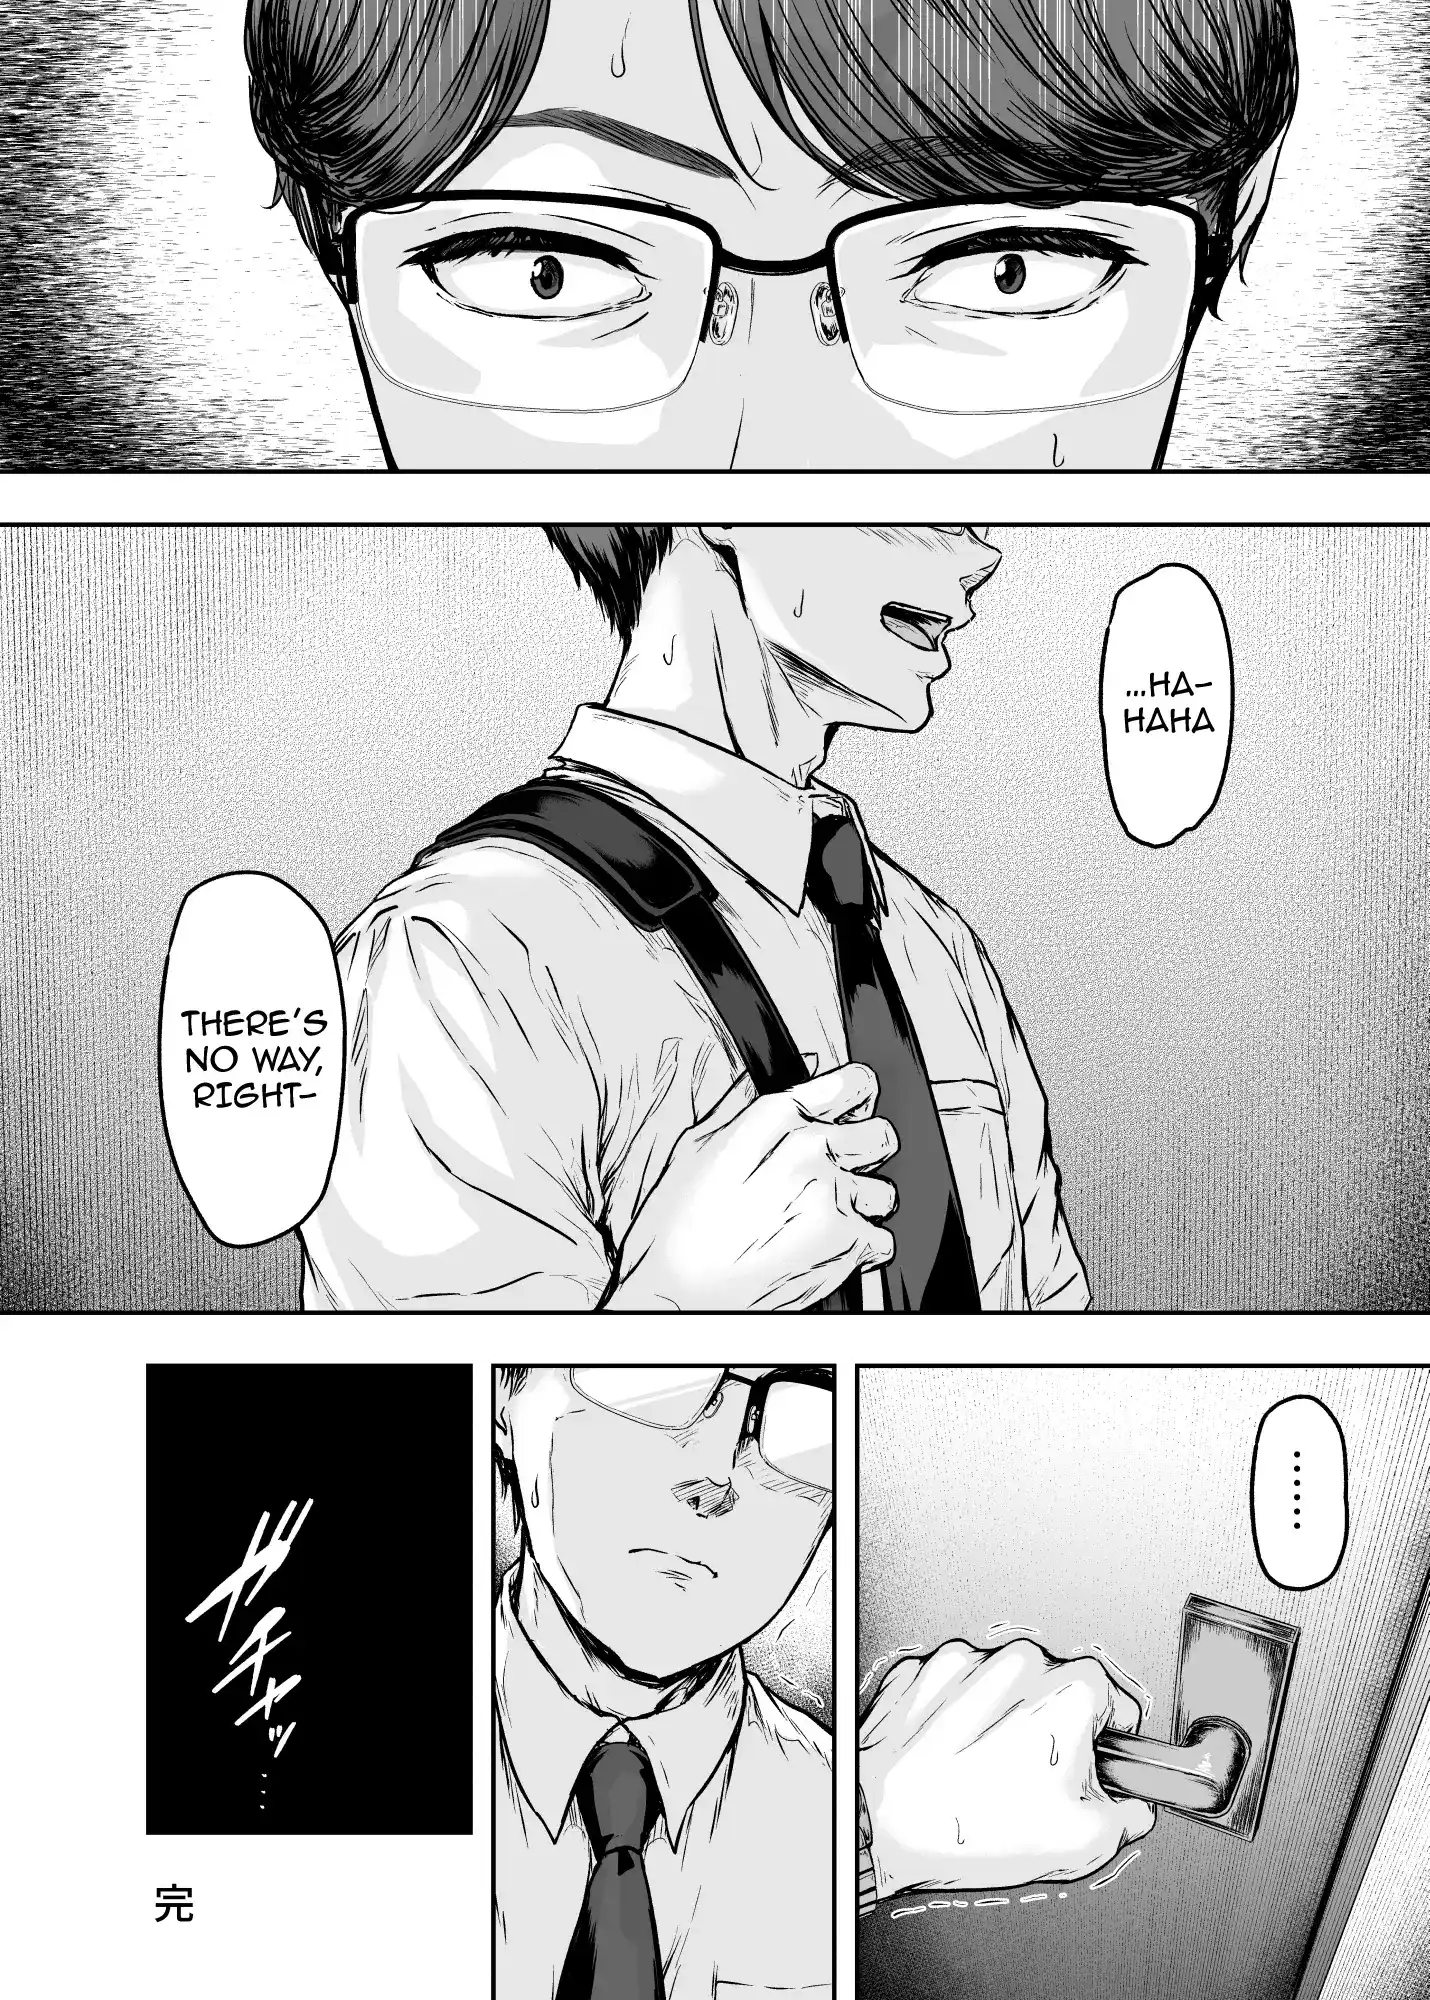 …HA-
HAHA
THERE'S
NO WAY,
RIGHT-
……
ガチャッ…
完